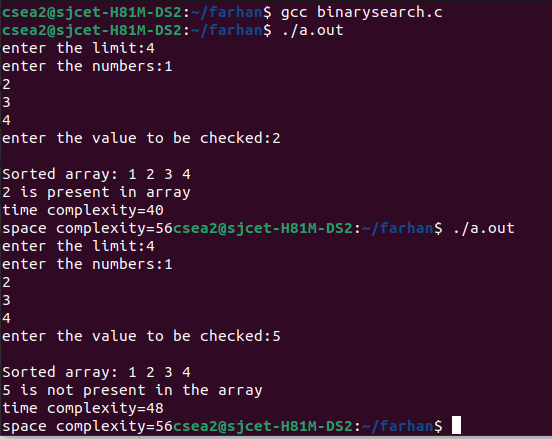 csea2@sjcet-H81M-DS2:~/farhan$ gcc binarysearch.c
csea2@sjcet-H81M-DS2:~/farhan$ ./a.out
enter the limit:4
enter the numbers:1
2
3
4
enter the value to be checked:2
Sorted array: 1 2 3 4
2 is present in array
time complexity=40
space complexity=56csea2@sjcet-H81M-DS2:~/farhan$ ./a.out
enter the limit:4
enter the numbers:1
2
3
4
enter the value to be checked:5
Sorted array: 1 2 3 4
5 is not present in the array
time complexity=48
space complexity=56csea2@sjcet-H81M-DS2:~/farhan$